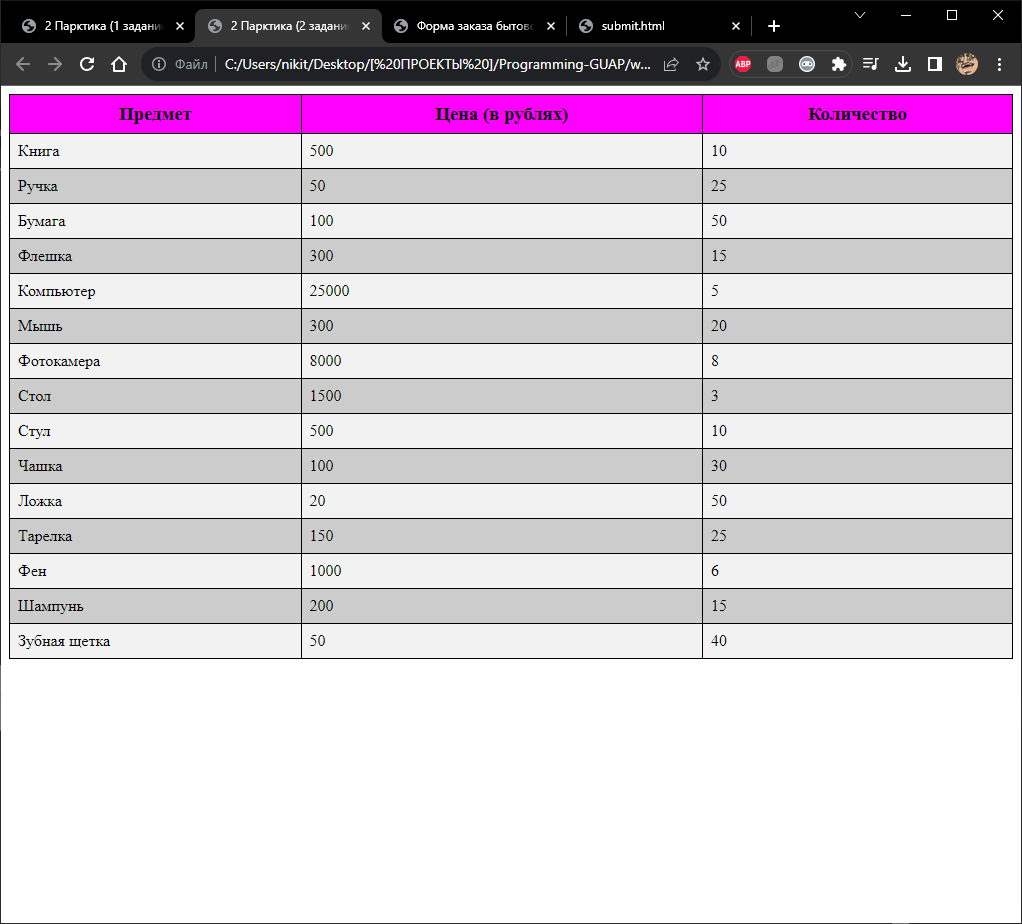 2 Парктика (1 задани
2 Парктика (2 задани
Форма заказа бытов
submit.html
Файл
C:/Users/nikit/Desktop/[%20ПРОЕКТЫ%20]/Programming-GUAP/w...
ABP
Предмет Цена (в рублях) Количество
Книга 500 10
Ручка 50 25
Бумага 100 50
Флешка 300 15
Компьютер 25000 5
Мышь 300 20
Фотокамера 8000 8
Стол 1500 3
Стул 500 10
Чашка 100 30
Ложка 20 50
Тарелка 150 25
Фен 1000 6
Шампунь 200 15
Зубная щетка 50 40